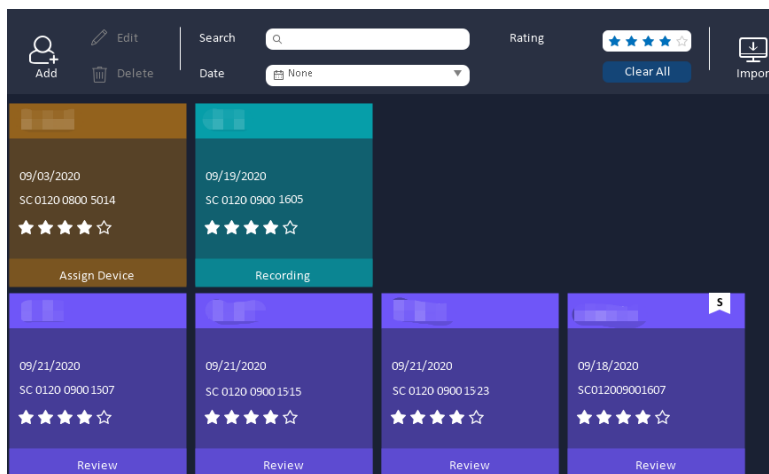 Edit
Search
Rating
Add
Delete
Date
None
Clear All
Impor
09/03/2020
SC 0120 0800 5014
Assign Device
09/19/2020
SC 0120 0900 1605
Recording
09/21/2020
SC 0120 0900 1507
Review
09/21/2020
SC 0120 0900 1515
Review
09/21/2020
SC 0120 0900 1523
Review
S
09/18/2020
SC012009001607
Review